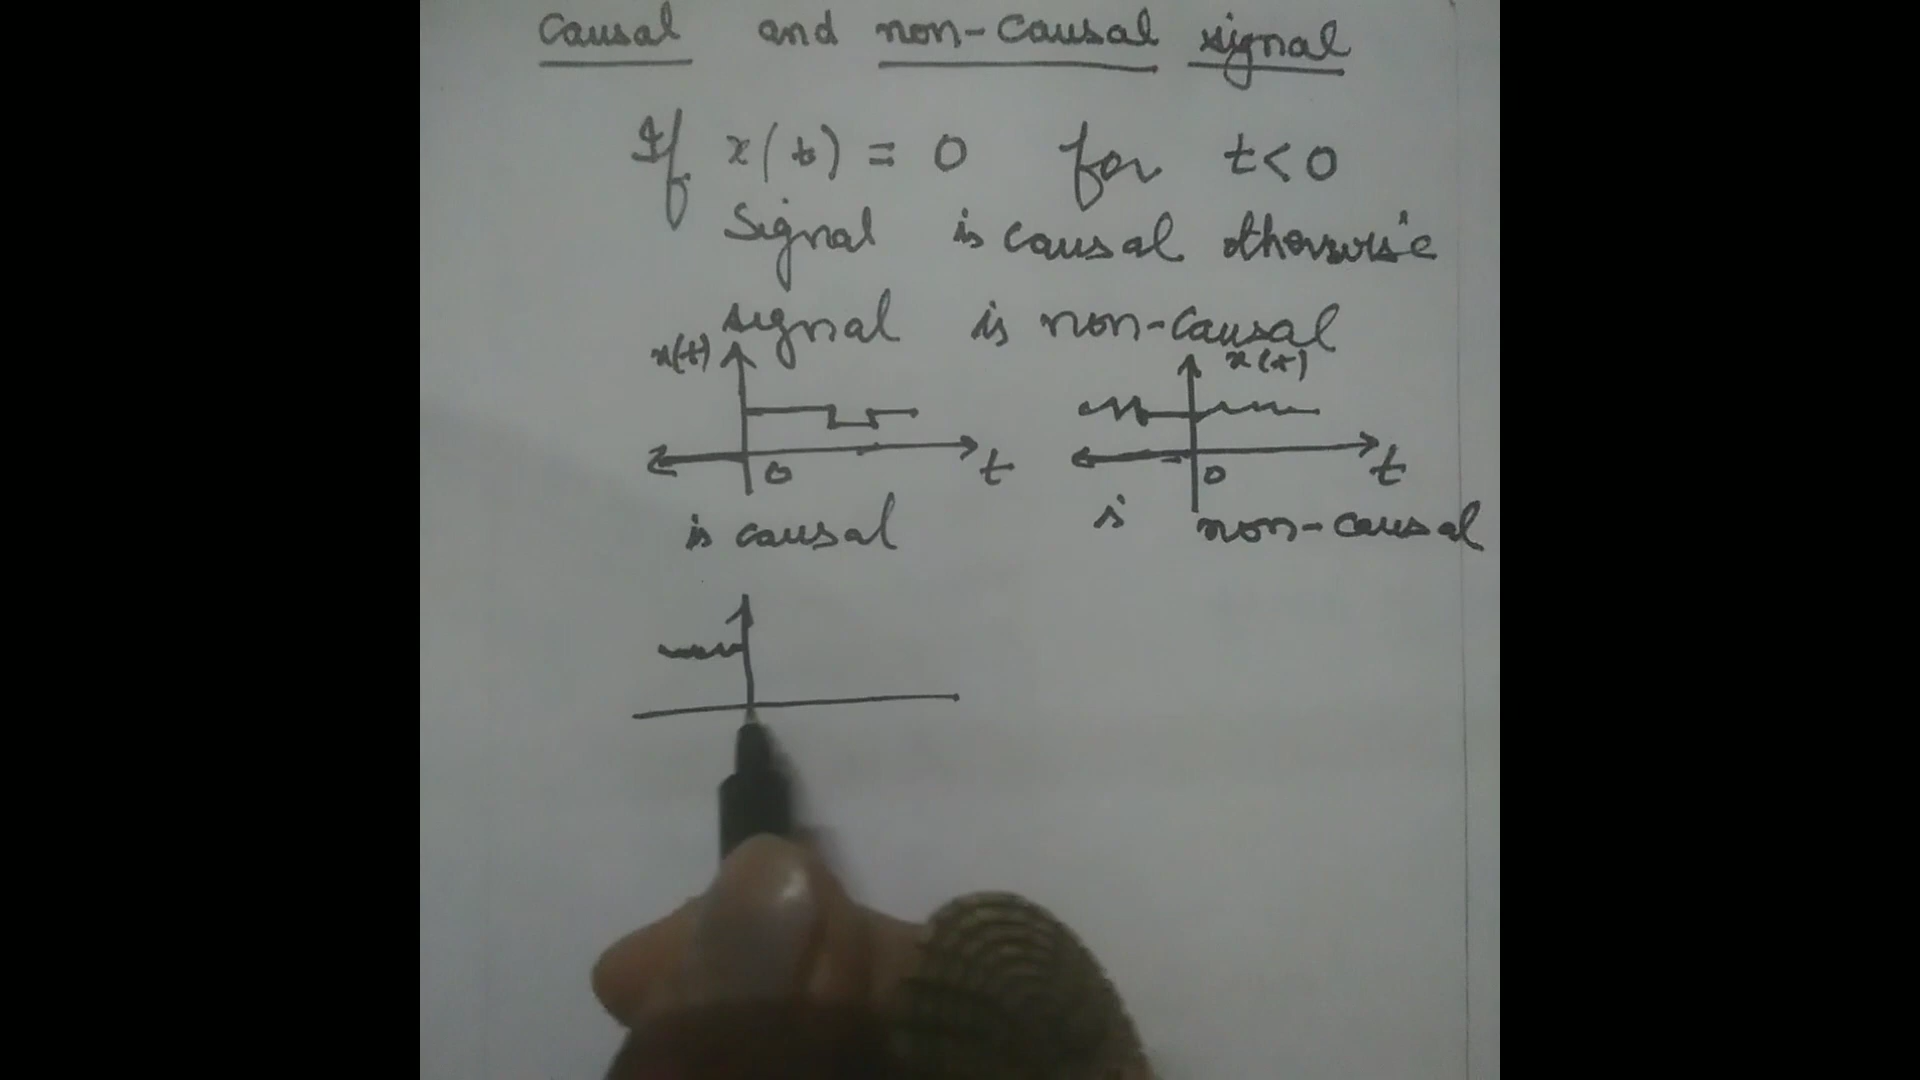 Causal and non-causal signal
If x(t) = 0 for t<0
Signal is causal otherwise
signal is non-causal
x(t) x(t)
0 t 0 t
is causal is non-causal